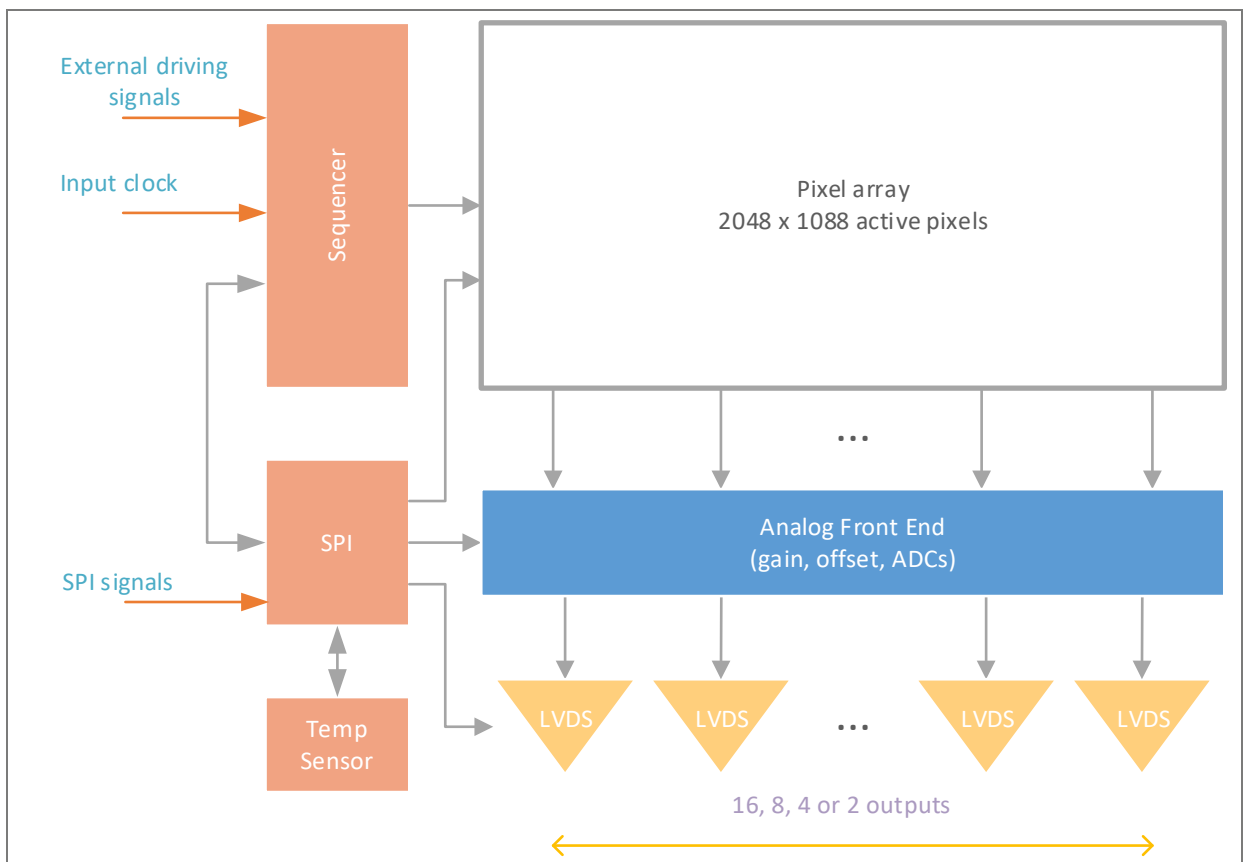 External driving
signals
Input clock
Sequencer
Pixel array
2048 x 1088 active pixels
...
SPI
SPI signals
Analog Front End
(gain, offset, ADCs)
Temp
Sensor
LVDS
LVDS
...
LVDS
LVDS
16, 8, 4 or 2 outputs